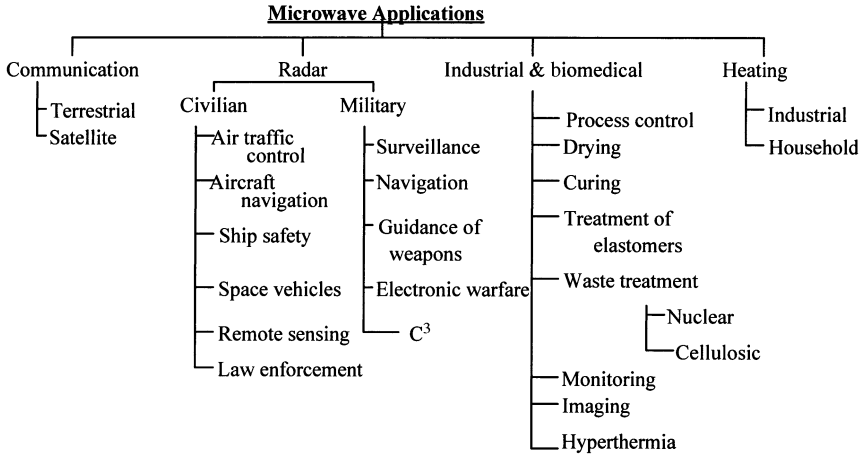 Microwave Applications
Communication
Terrestrial
Satellite
Radar
Civilian
Air traffic
control
Aircraft
navigation
Ship safety
Space vehicles
Remote sensing
Law enforcement
Military
Surveillance
Navigation
Guidance of
weapons
Electronic warfare
C³
Industrial & biomedical
Process control
Drying
Curing
Treatment of
elastomers
Waste treatment
Nuclear
Cellulosic
Monitoring
Imaging
Hyperthermia
Heating
Industrial
Household